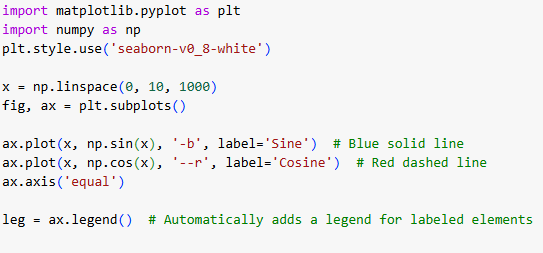 import matplotlib.pyplot as plt
import numpy as np
plt.style.use('seaborn-v0_8-white')
x = np.linspace(0, 10, 1000)
fig, ax = plt.subplots()
ax.plot(x, np.sin(x), '-b', label='Sine')  # Blue solid line
ax.plot(x, np.cos(x), '--r', label='Cosine')  # Red dashed line
ax.axis('equal')
leg = ax.legend()  # Automatically adds a legend for labeled elements